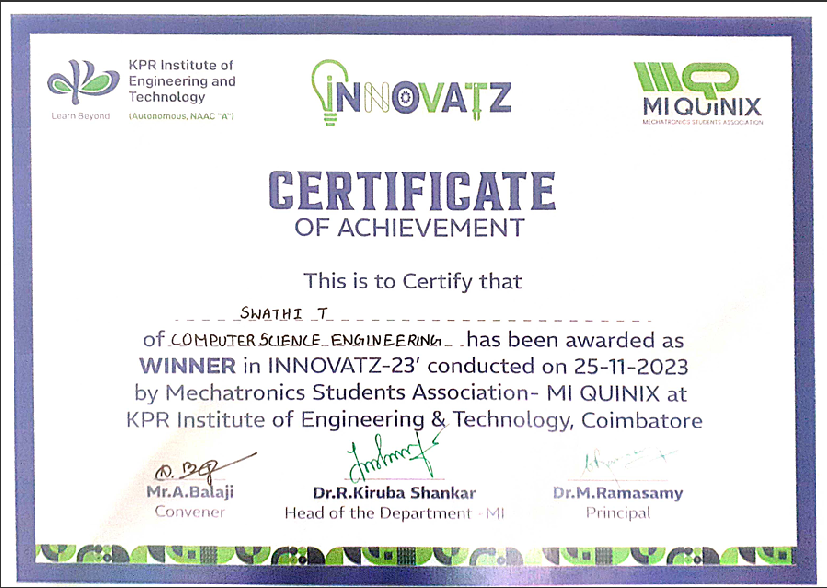 KPR Institute of
Engineering and
Technology
Learn Beyond
(Autonomous, NAAC "A")
iNNOVATZ
MI QUiNIX
MECHATRONICS STUDENTS ASSOCIATION
CERTIFICATE
OF ACHIEVEMENT
This is to Certify that
SWATHI T
of COMPUTER SCIENCE ENGINEERING has been awarded as
WINNER in INNOVATZ-23' conducted on 25-11-2023
by Mechatronics Students Association- MI QUINIX at
KPR Institute of Engineering & Technology, Coimbatore
Mr.A.Balaji
Convener
Dr.R.Kiruba Shankar
Head of the Department - MI
Dr.M.Ramasamy
Principal